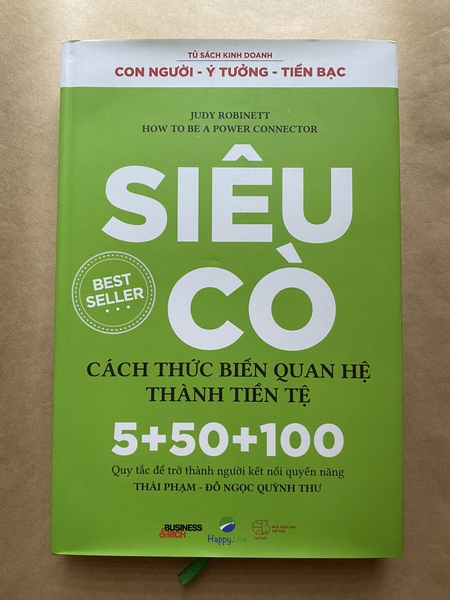 TỦ SÁCH KINH DOANH
CON NGƯỜI - Ý TƯỞNG - TIỀN BẠC
JUDY ROBINETT
HOW TO BE A POWER CONNECTOR
SIÊU
CÒ
BEST
SELLER
CÁCH THỨC BIẾN QUAN HỆ
THÀNH TIỀN TỆ
5+50+100
Quy tắc để trở thành người kết nối quyền năng
THÁI PHẠM - ĐỖ NGỌC QUỲNH THƯ
BUSINESS
&RICH
Happy.Live